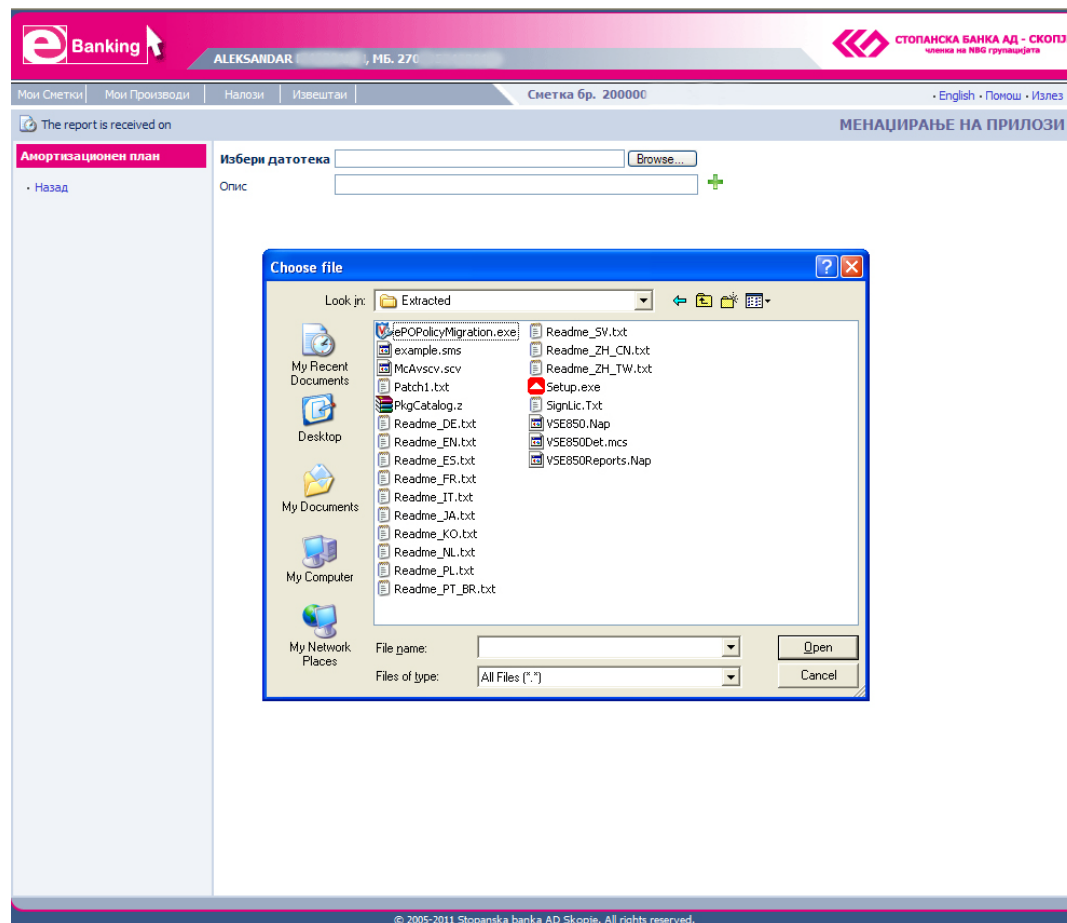 e Banking
ALEKSANDAR , МБ. 270
СТОПАНСКА БАНКА АД - СКОПЈ
членка на NBG групацијата
Мои Сметки Мои Производи Налози Извештаи Сметка бр. 200000 · English · Помош · Излез
The report is received on МЕНАЏИРАЊЕ НА ПРИЛОЗИ
Амортизационен план
· Назад
Избери датотека Browse...
Опис
Choose file
Look in: Extracted
My Recent Documents
Desktop
My Documents
My Computer
My Network Places
ePOPolicyMigration.exe
example.sms
McAvscv.scv
Patch1.txt
PkgCatalog.z
Readme_DE.txt
Readme_EN.txt
Readme_ES.txt
Readme_FR.txt
Readme_IT.txt
Readme_JA.txt
Readme_KO.txt
Readme_NL.txt
Readme_PL.txt
Readme_PT_BR.txt
Readme_SV.txt
Readme_ZH_CN.txt
Readme_ZH_TW.txt
Setup.exe
SignLic.Txt
VSE850.Nap
VSE850Det.mcs
VSE850Reports.Nap
File name: Open
Files of type: All Files (*.*) Cancel
© 2005-2011 Stopanska banka AD Skopje. All rights reserved.